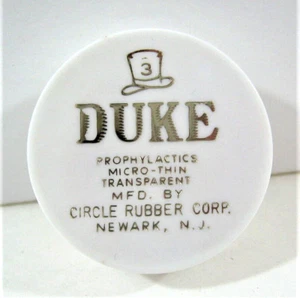 3
DUKE
PROPHYLACTICS
MICRO-THIN
TRANSPARENT
MFD. BY
CIRCLE RUBBER CORP.
NEWARK, N.J.